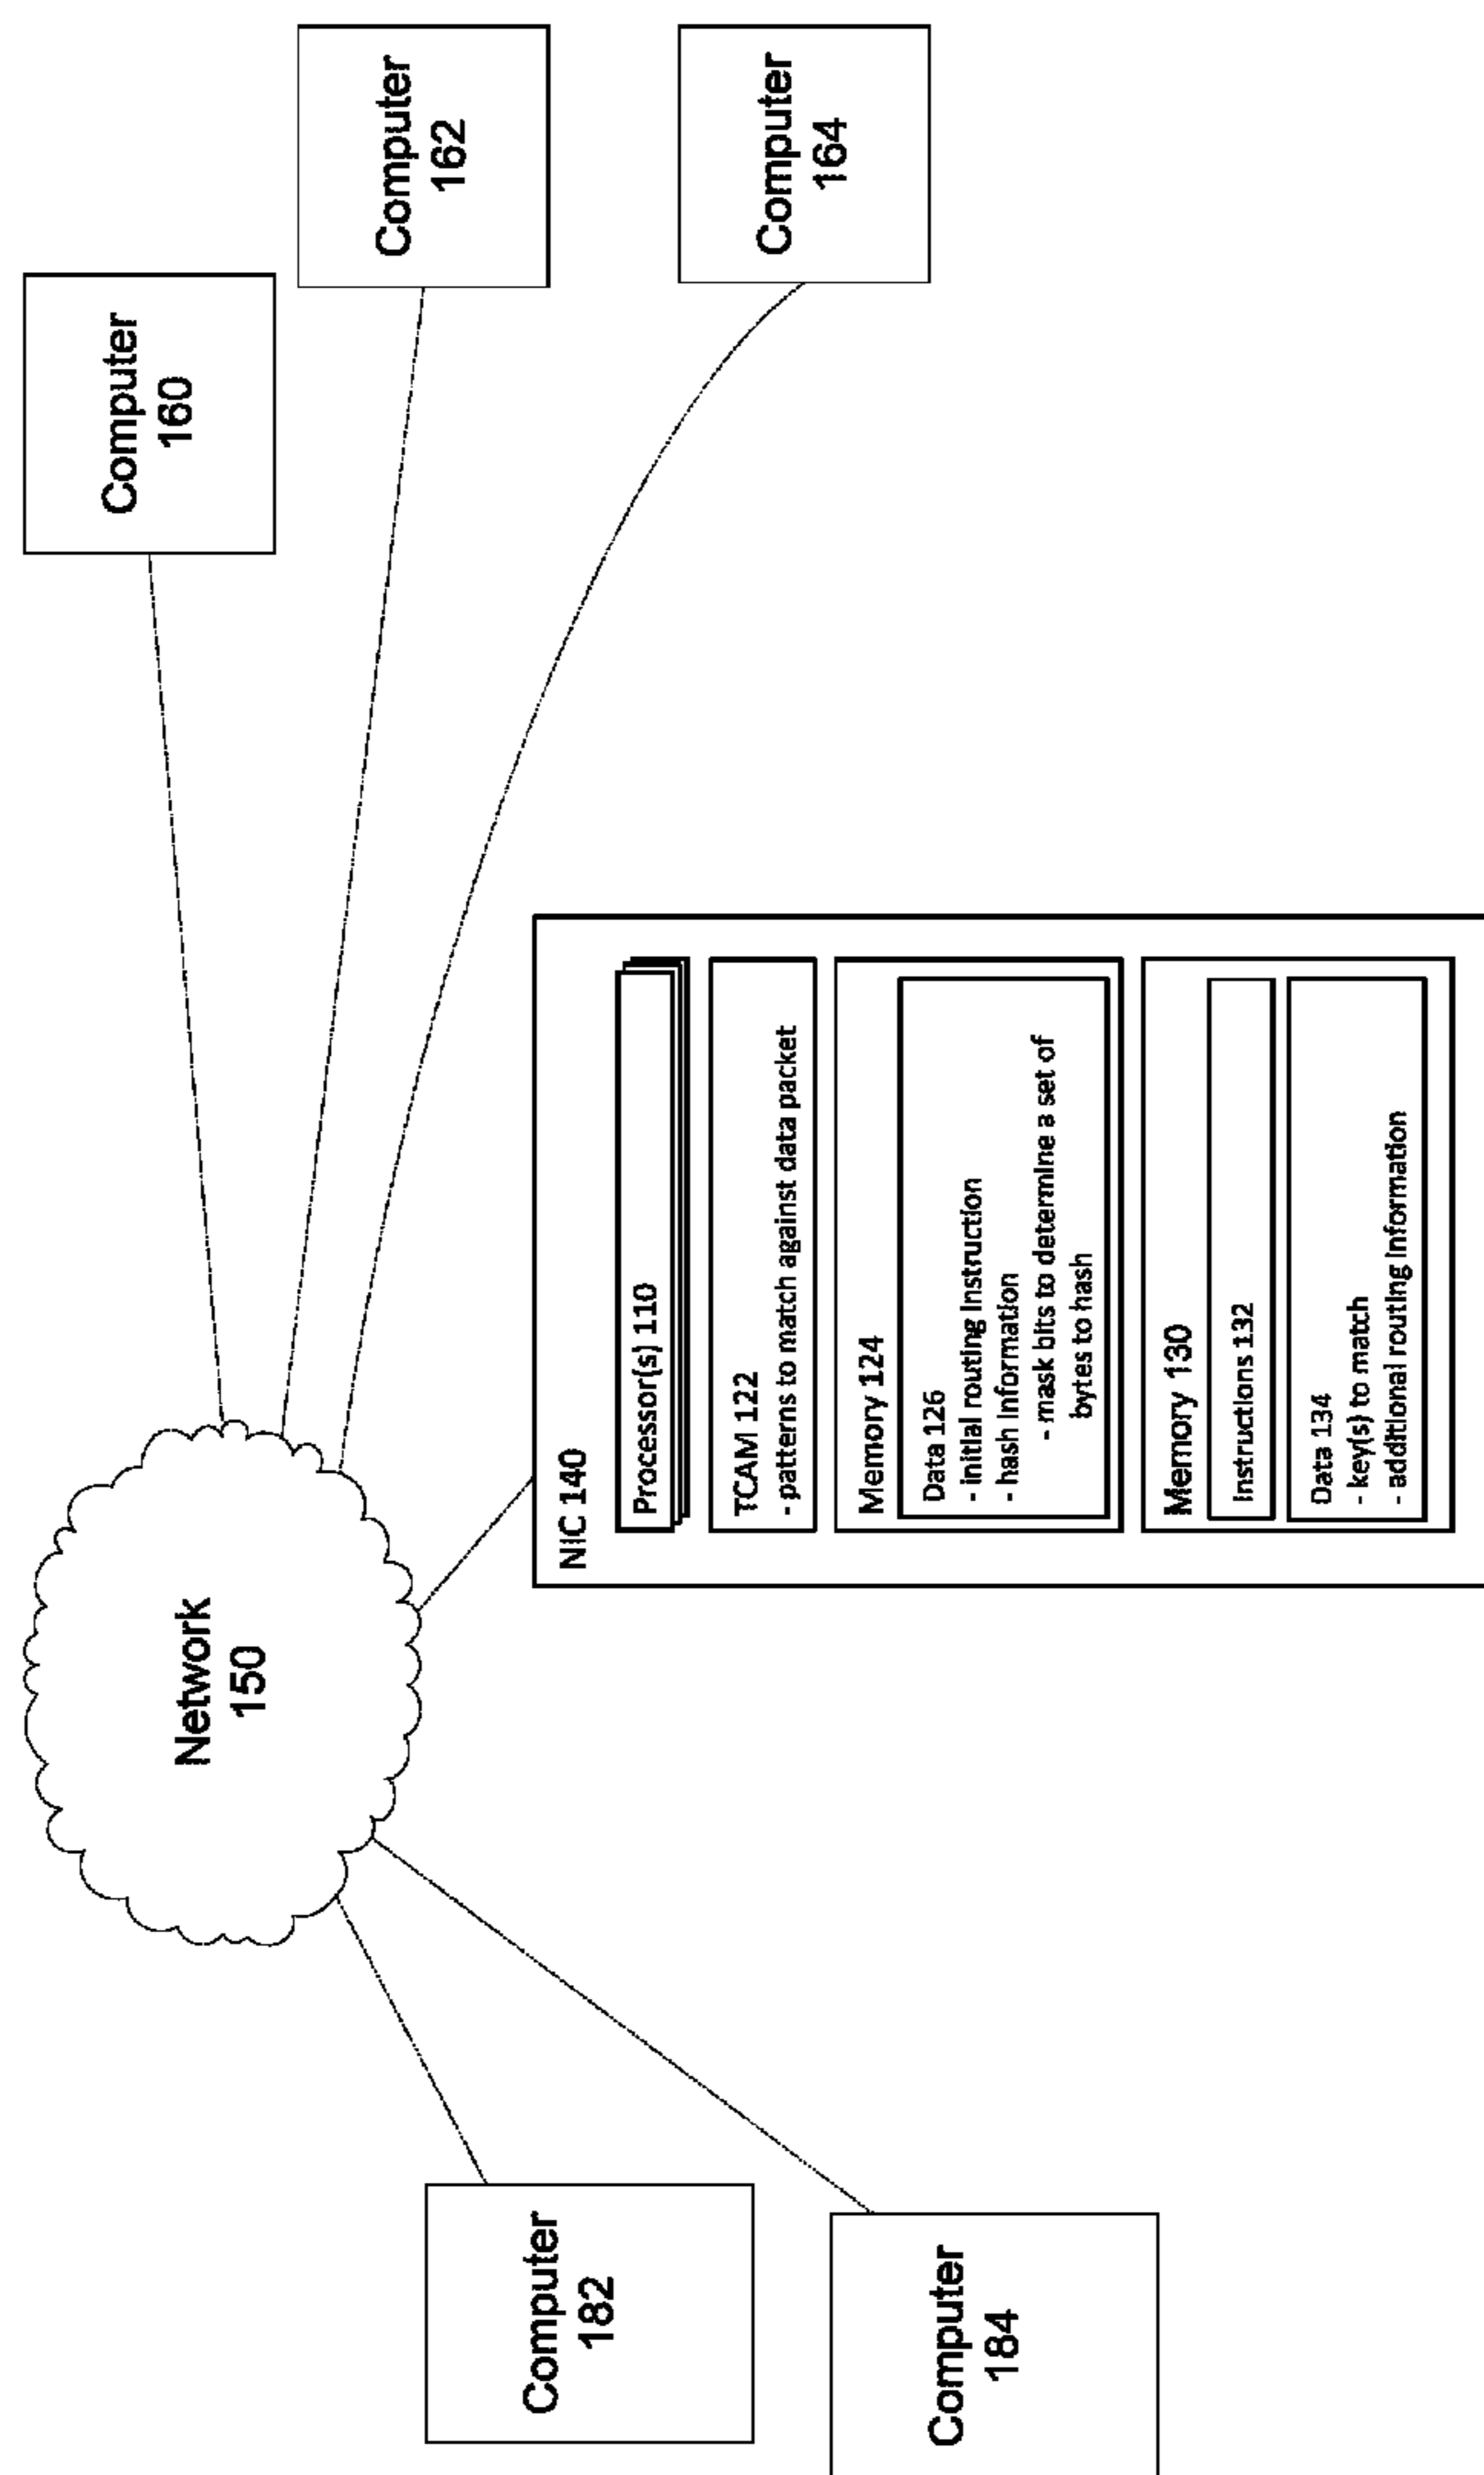 Computer
182
Computer
184
Network
150
NIC 140
Processor(s) 110
TCAM 122
- patterns to match against data packet
Memory 124
Data 126
- initial routing instruction
- hash information
- mask bits to determine a set of
bytes to hash
Memory 130
Instructions 132
Data 134
- key(s) to match
- additional routing information
Computer
160
Computer
162
Computer
164